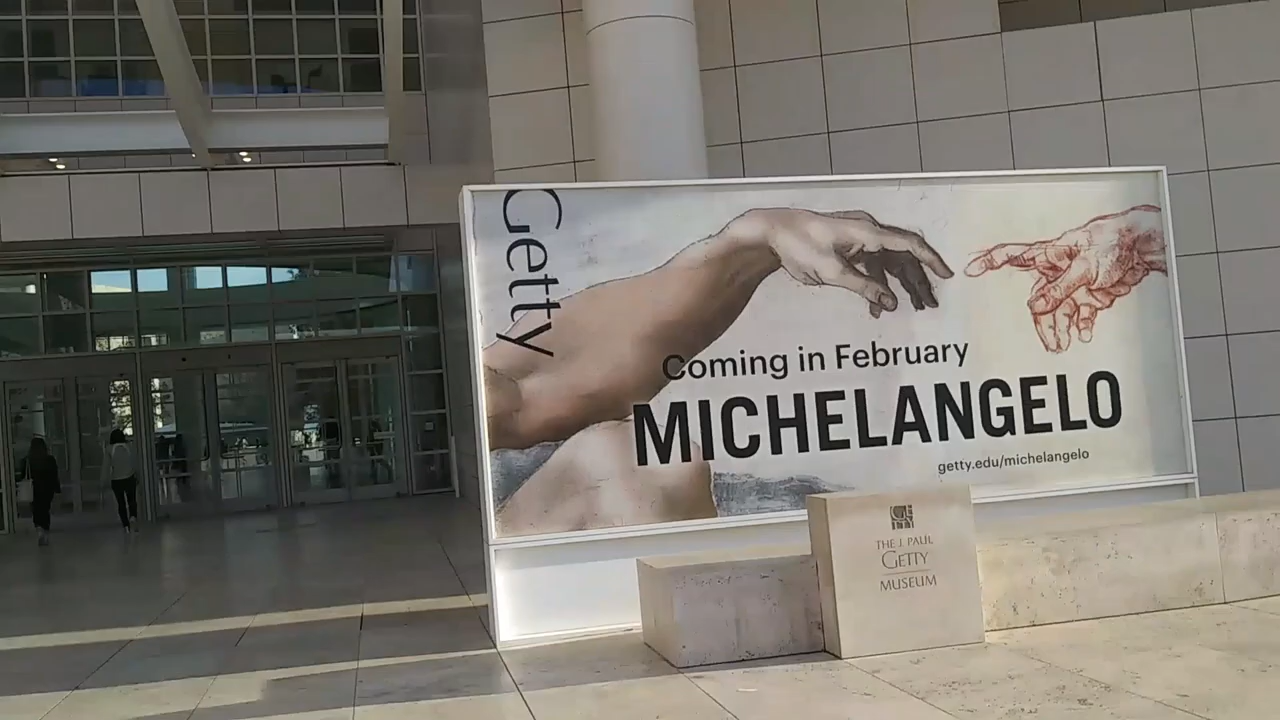 Getty
Coming in February
MICHELANGELO
getty.edu/michelangelo
THE J. PAUL
GETTY
MUSEUM